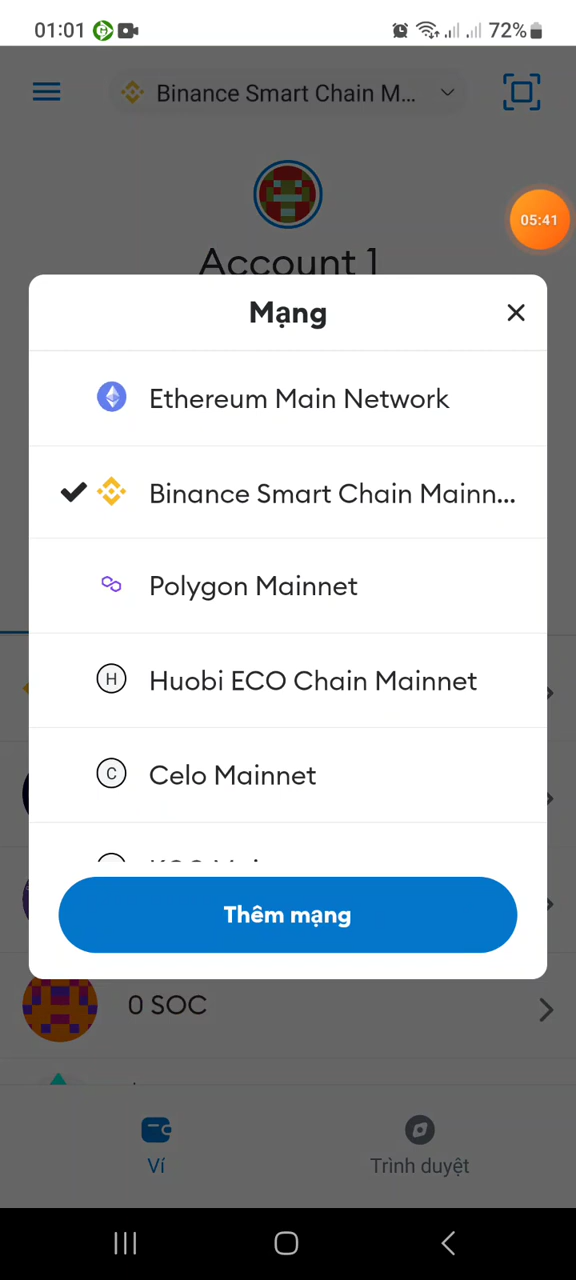 01:01
72%
Binance Smart Chain M...
05:41
Account 1
Mạng
Ethereum Main Network
Binance Smart Chain Mainn...
Polygon Mainnet
H
Huobi ECO Chain Mainnet
C
Celo Mainnet
Thêm mạng
0 SOC
Ví
Trình duyệt